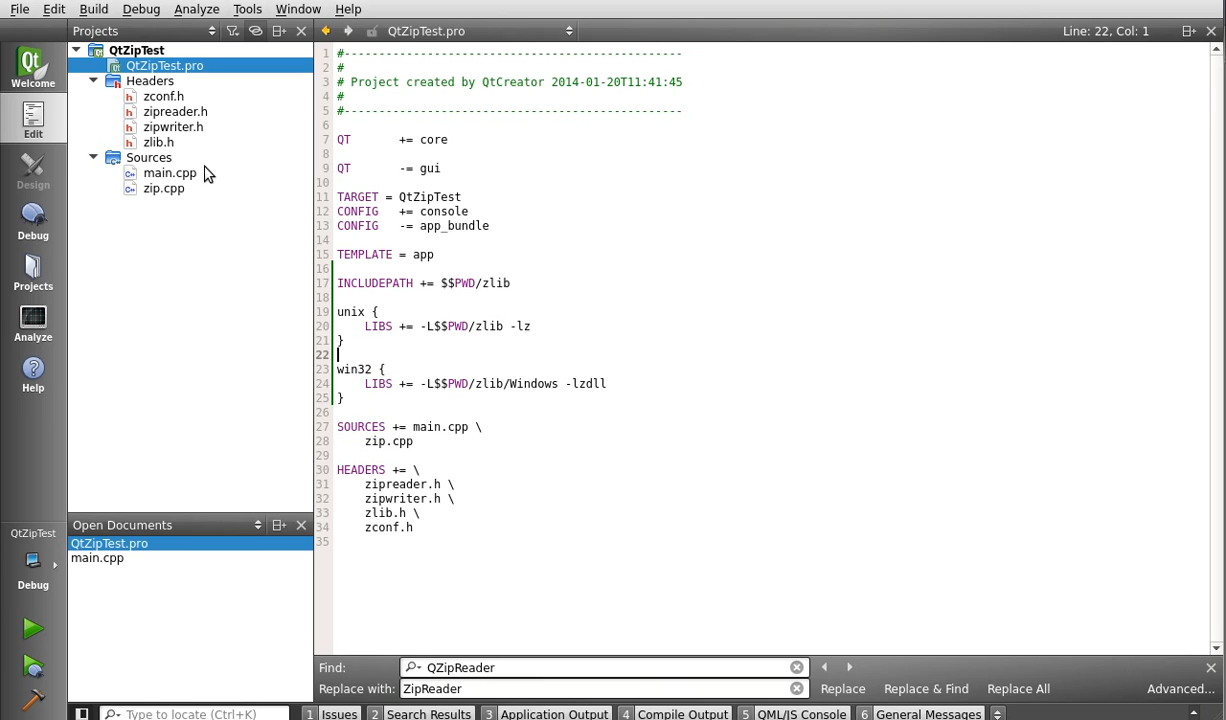 File Edit Build Debug Analyze Tools Window Help
Projects
QtZipTest.pro
Line: 22, Col: 1
Qt
Welcome
Edit
Design
Debug
Projects
Analyze
Help
QtZipTest
Debug
QtZipTest
QtZipTest.pro
Headers
zconf.h
zipreader.h
zipwriter.h
zlib.h
Sources
main.cpp
zip.cpp
Open Documents
QtZipTest.pro
main.cpp
1 #-------------------------------------------------
2 #
3 # Project created by QtCreator 2014-01-20T11:41:45
4 #
5 #-------------------------------------------------
6
7 QT       += core
8
9 QT       -= gui
10
11 TARGET = QtZipTest
12 CONFIG   += console
13 CONFIG   -= app_bundle
14
15 TEMPLATE = app
16
17 INCLUDEPATH += $$PWD/zlib
18
19 unix {
20     LIBS += -L$$PWD/zlib -lz
21 }
22
23 win32 {
24     LIBS += -L$$PWD/zlib/Windows -lzdll
25 }
26
27 SOURCES += main.cpp \
28     zip.cpp
29
30 HEADERS += \
31     zipreader.h \
32     zipwriter.h \
33     zlib.h \
34     zconf.h
35
Find: QZipReader
Replace with: ZipReader Replace Replace & Find Replace All Advanced...
Type to locate (Ctrl+K) 1 Issues 2 Search Results 3 Application Output 4 Compile Output 5 QML/JS Console 6 General Messages